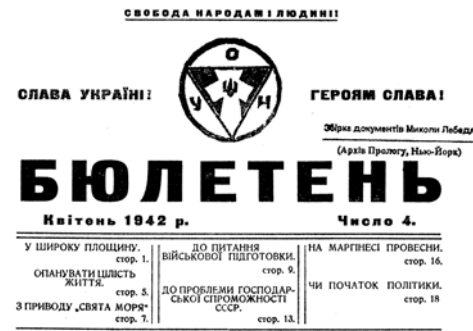 СВОБОДА НАРОДАМ І ЛЮДИНІ!
О
У Н
СЛАВА УКРАЇНІ!
ГЕРОЯМ СЛАВА!
Збірка документів Миколи Лебедя
(Архів Прологу, Нью-Йорк)
БЮЛЕТЕНЬ
Квітень 1942 р.
Число 4.
У ШИРОКУ ПЛОЩИНУ.
стор. 1.
ОПАНУВАТИ ЦІЛІСТЬ
ЖИТТЯ.
стор. 5.
З ПРИВОДУ „СВЯТА МОРЯ“
стор. 7.
ДО ПИТАННЯ
ВІЙСЬКОВОЇ ПІДГОТОВКИ.
стор. 9.
ДО ПРОБЛЕМИ ГОСПОДАР-
СЬКОЇ СПРОМОЖНОСТІ
СССР.
стор. 13.
НА МАРГІНЕСІ ПРОВЕСНИ.
стор. 16.
ЧИ ПОЧАТОК ПОЛІТИКИ.
стор. 18